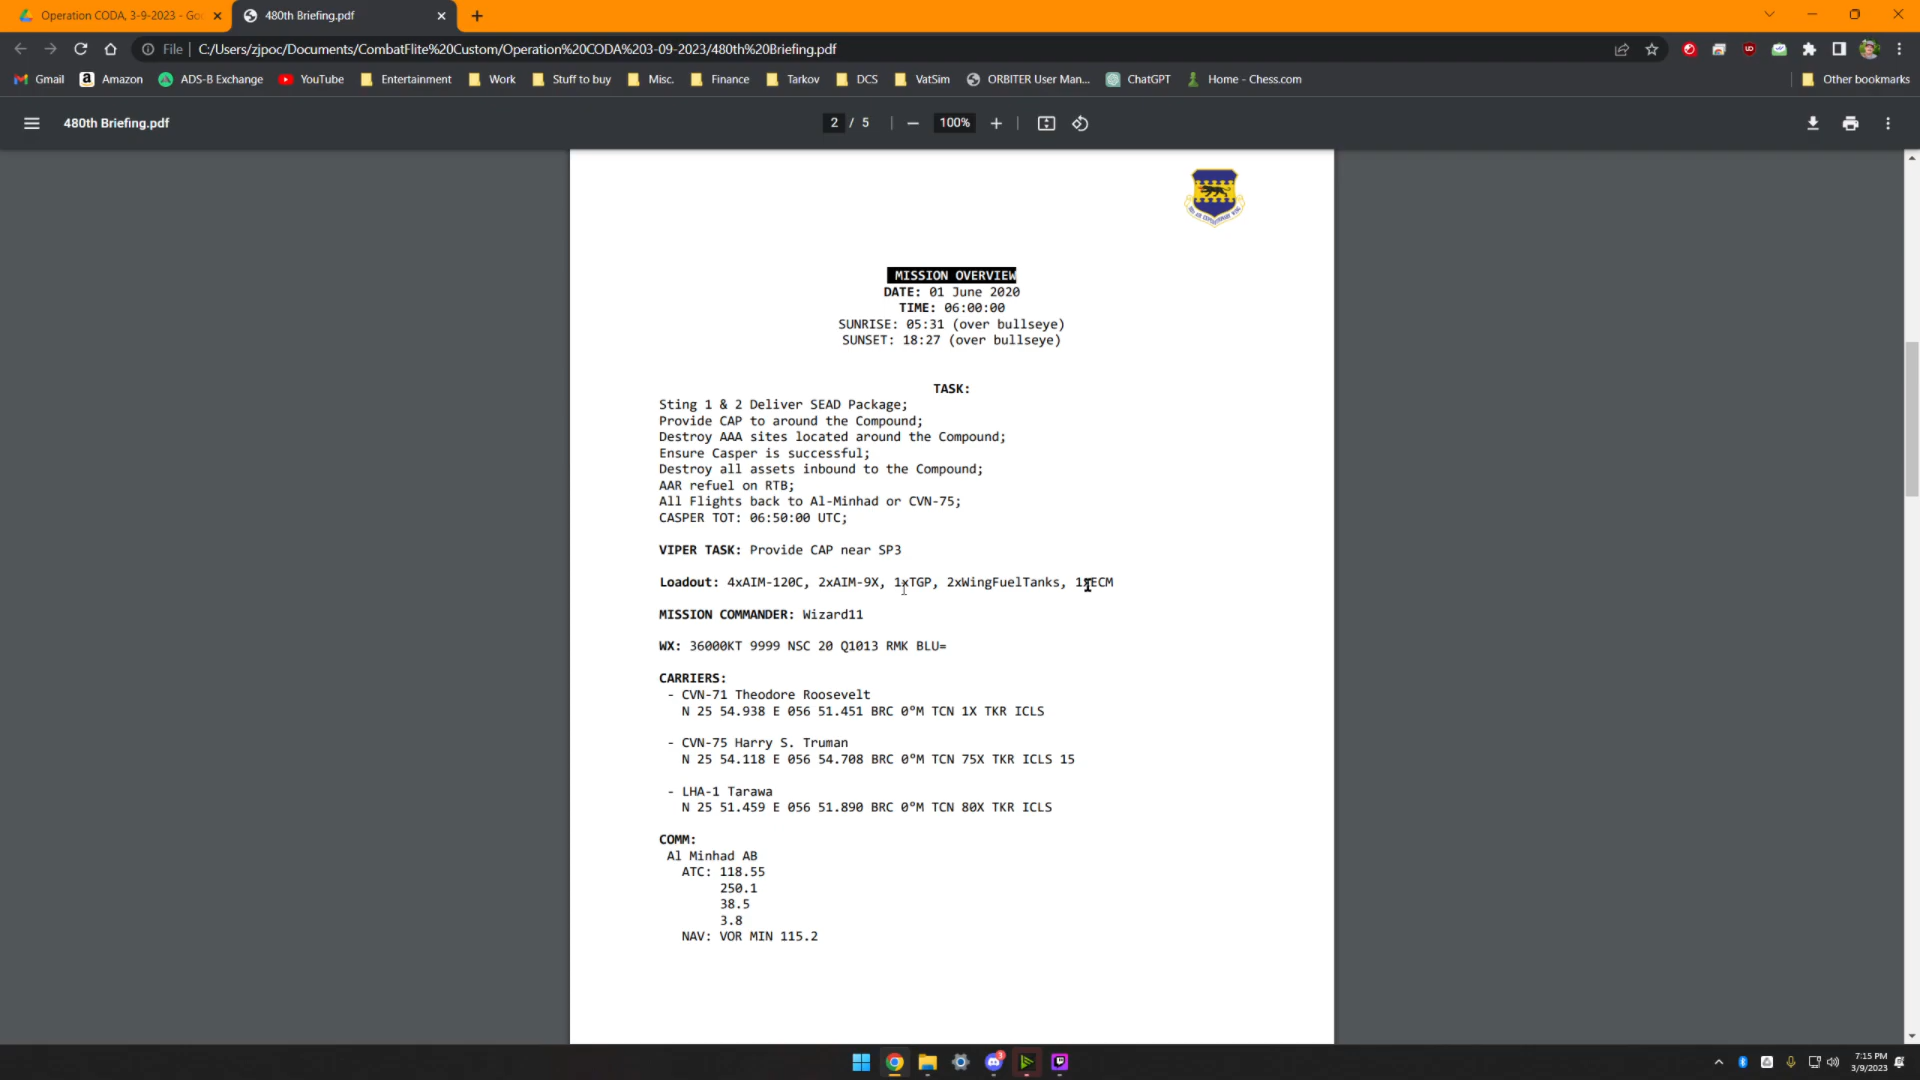 Operation CODA, 3-9-2023 - Go
480th Briefing.pdf
File
C:/Users/zjpoc/Documents/CombatFlite%20Custom/Operation%20CODA%203-09-2023/480th%20Briefing.pdf
Gmail
Amazon
ADS-B Exchange
YouTube
Entertainment
Work
Stuff to buy
Misc.
Finance
Tarkov
DCS
VatSim
ORBITER User Man...
ChatGPT
Home - Chess.com
Other bookmarks
480th Briefing.pdf
2 / 5
100%
MISSION OVERVIEW
DATE: 01 June 2020
TIME: 06:00:00
SUNRISE: 05:31 (over bullseye)
SUNSET: 18:27 (over bullseye)
TASK:
Sting 1 & 2 Deliver SEAD Package;
Provide CAP to around the Compound;
Destroy AAA sites located around the Compound;
Ensure Casper is successful;
Destroy all assets inbound to the Compound;
AAR refuel on RTB;
All Flights back to Al-Minhad or CVN-75;
CASPER TOT: 06:50:00 UTC;
VIPER TASK: Provide CAP near SP3
Loadout: 4xAIM-120C, 2xAIM-9X, 1xTGP, 2xWingFuelTanks, 1xECM
MISSION COMMANDER: Wizard11
WX: 36000KT 9999 NSC 20 Q1013 RMK BLU=
CARRIERS:
- CVN-71 Theodore Roosevelt
N 25 54.938 E 056 51.451 BRC 0°M TCN 1X TKR ICLS
- CVN-75 Harry S. Truman
N 25 54.118 E 056 54.708 BRC 0°M TCN 75X TKR ICLS 15
- LHA-1 Tarawa
N 25 51.459 E 056 51.890 BRC 0°M TCN 80X TKR ICLS
COMM:
Al Minhad AB
ATC: 118.55
250.1
38.5
3.8
NAV: VOR MIN 115.2
7:15 PM
3/9/2023